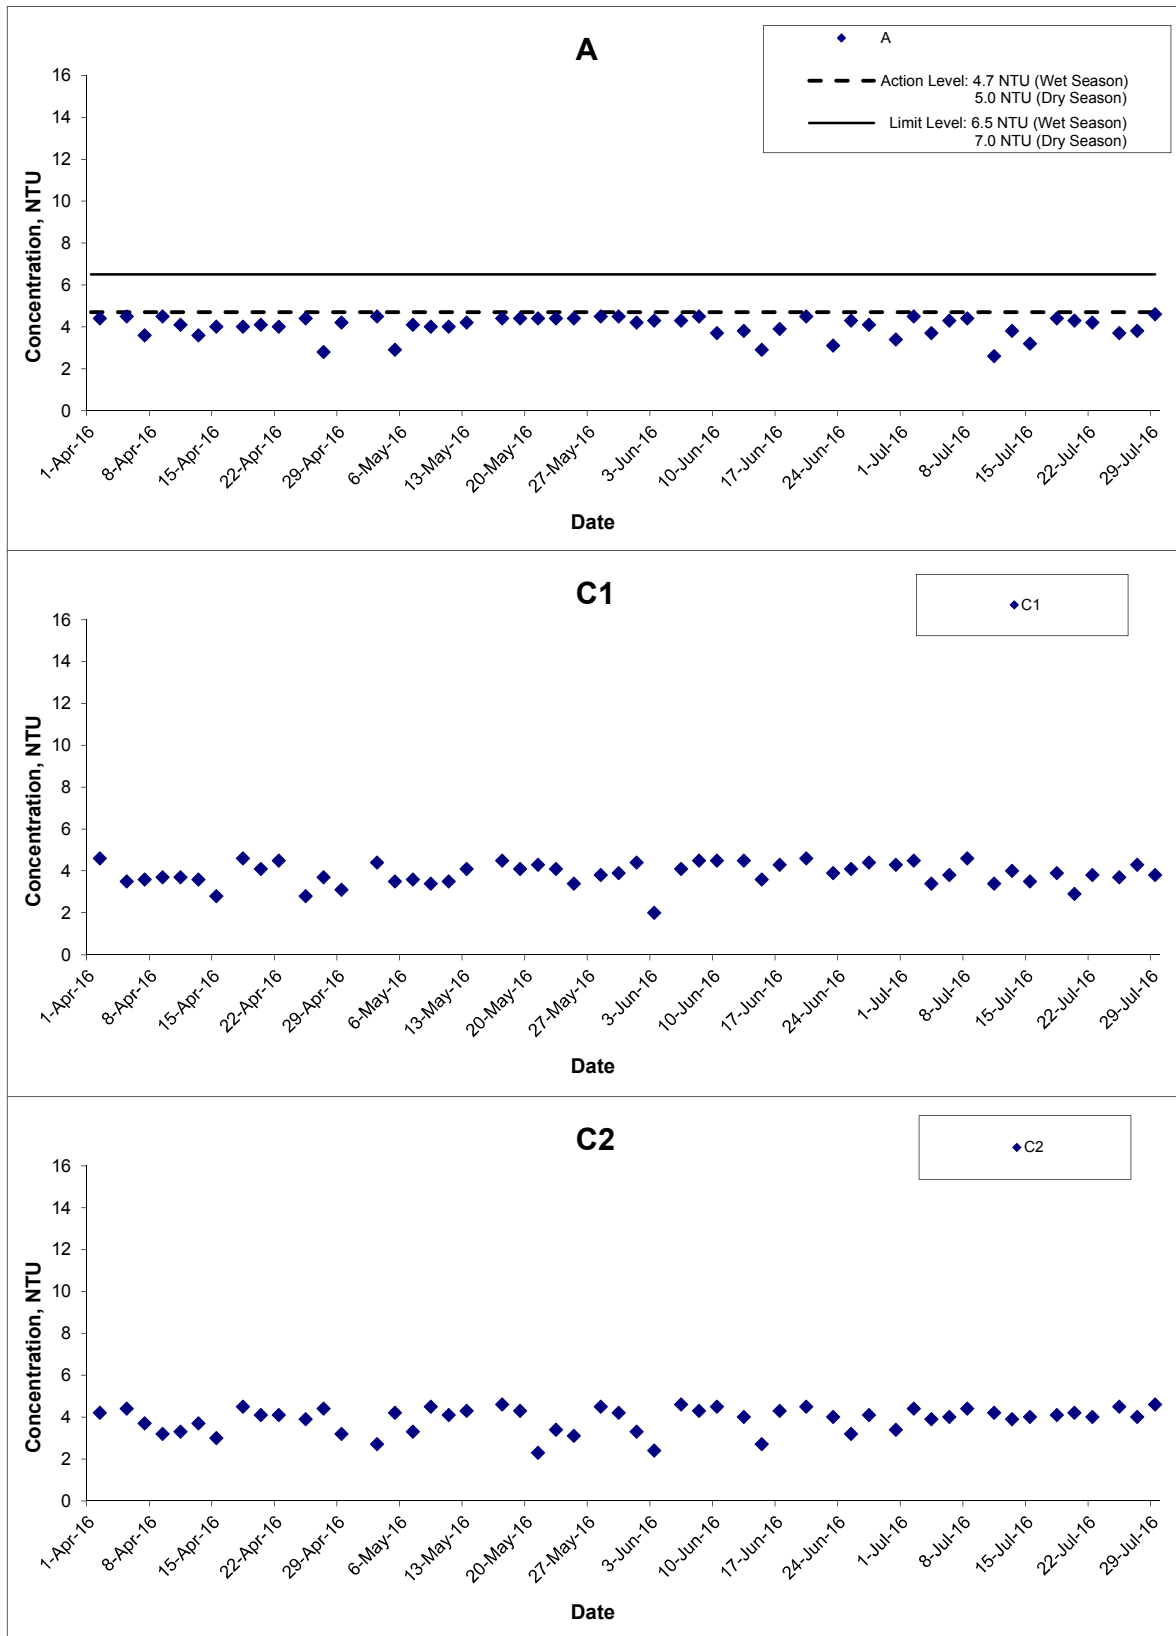 A
A
Action Level: 4.7 NTU (Wet Season)
5.0 NTU (Dry Season)
Limit Level: 6.5 NTU (Wet Season)
7.0 NTU (Dry Season)
Concentration, NTU
16
14
12
10
8
6
4
2
0
1-Apr-16
8-Apr-16
15-Apr-16
22-Apr-16
29-Apr-16
6-May-16
13-May-16
20-May-16
27-May-16
3-Jun-16
10-Jun-16
17-Jun-16
24-Jun-16
1-Jul-16
8-Jul-16
15-Jul-16
22-Jul-16
29-Jul-16
Date
C1
C1
Concentration, NTU
16
14
12
10
8
6
4
2
0
1-Apr-16
8-Apr-16
15-Apr-16
22-Apr-16
29-Apr-16
6-May-16
13-May-16
20-May-16
27-May-16
3-Jun-16
10-Jun-16
17-Jun-16
24-Jun-16
1-Jul-16
8-Jul-16
15-Jul-16
22-Jul-16
29-Jul-16
Date
C2
C2
Concentration, NTU
16
14
12
10
8
6
4
2
0
1-Apr-16
8-Apr-16
15-Apr-16
22-Apr-16
29-Apr-16
6-May-16
13-May-16
20-May-16
27-May-16
3-Jun-16
10-Jun-16
17-Jun-16
24-Jun-16
1-Jul-16
8-Jul-16
15-Jul-16
22-Jul-16
29-Jul-16
Date